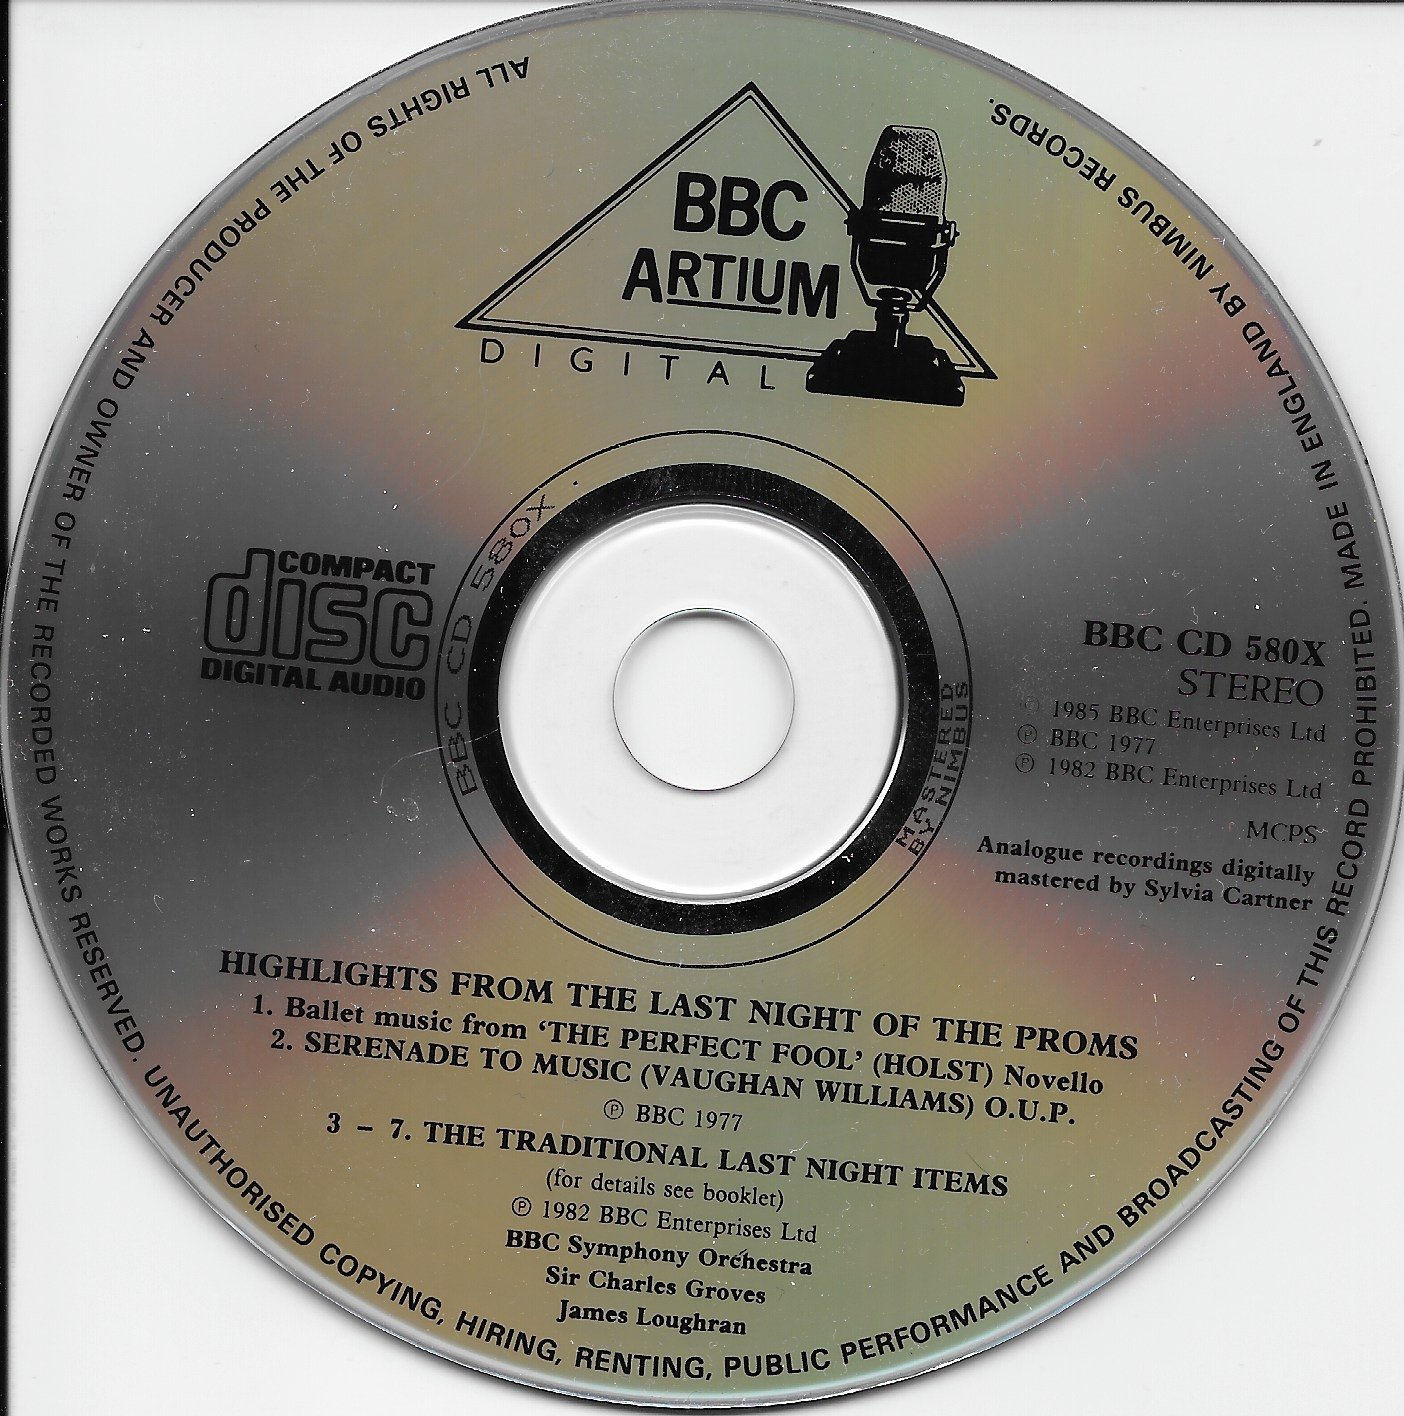 BBC
ARTIUM
DIGITAL
COMPACT
disc
DIGITAL AUDIO
BBC CD 580X .
MASTERED
BY NIMBUS
BBC CD 580X
STEREO
© 1985 BBC Enterprises Ltd
℗ BBC 1977
℗ 1982 BBC Enterprises Ltd
MCPS
Analogue recordings digitally
mastered by Sylvia Cartner
HIGHLIGHTS FROM THE LAST NIGHT OF THE PROMS
1. Ballet music from ‘THE PERFECT FOOL’ (HOLST) Novello
2. SERENADE TO MUSIC (VAUGHAN WILLIAMS) O.U.P.
℗ BBC 1977
3 – 7. THE TRADITIONAL LAST NIGHT ITEMS
(for details see booklet)
℗ 1982 BBC Enterprises Ltd
BBC Symphony Orchestra
Sir Charles Groves
James Loughran
ALL RIGHTS OF THE PRODUCER AND OWNER OF THE RECORDED WORKS RESERVED. UNAUTHORISED COPYING, HIRING, RENTING, PUBLIC PERFORMANCE AND BROADCASTING OF THIS RECORD PROHIBITED. MADE IN ENGLAND BY NIMBUS RECORDS.